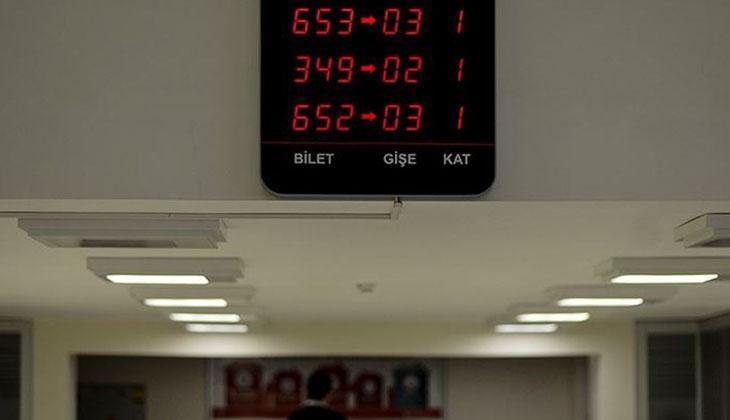 653 → 03 1
349 → 02 1
652 → 03 1
BİLET GİŞE KAT